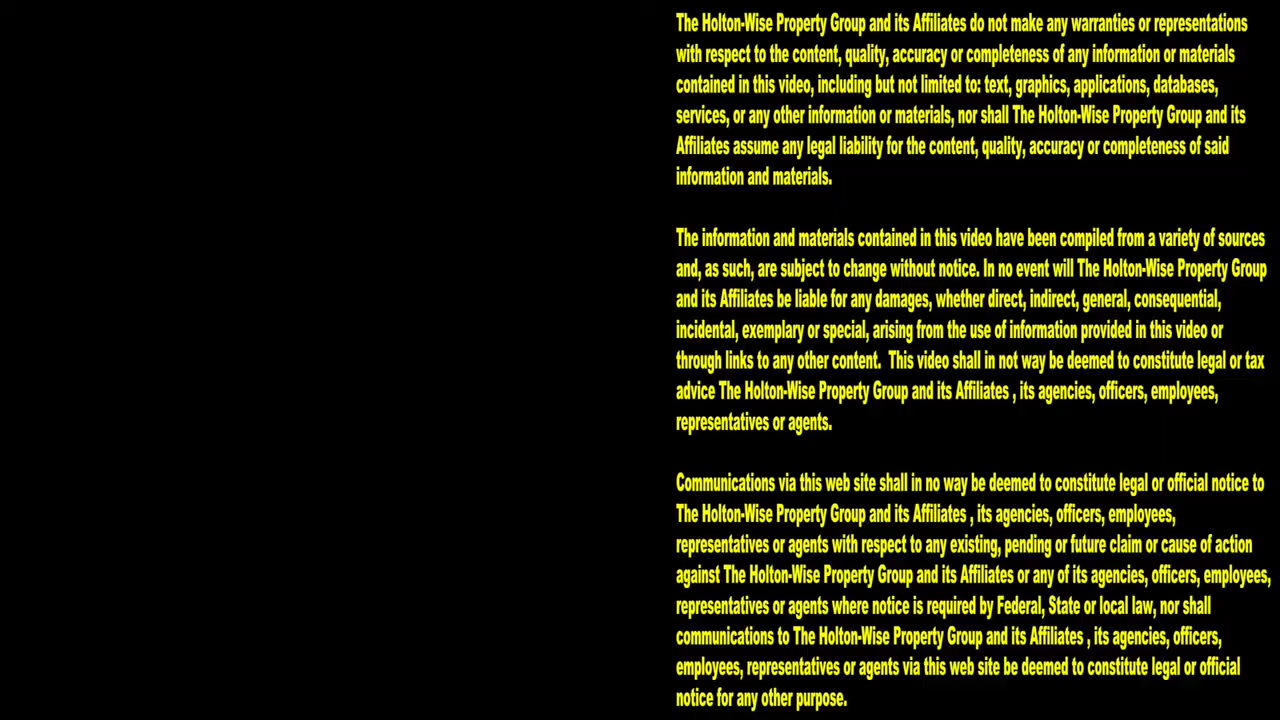 The Holton-Wise Property Group and its Affiliates do not make any warranties or representations
with respect to the content, quality, accuracy or completeness of any information or materials
contained in this video, including but not limited to: text, graphics, applications, databases,
services, or any other information or materials, nor shall The Holton-Wise Property Group and its
Affiliates assume any legal liability for the content, quality, accuracy or completeness of said
information and materials.
The information and materials contained in this video have been compiled from a variety of sources
and, as such, are subject to change without notice. In no event will The Holton-Wise Property Group
and its Affiliates be liable for any damages, whether direct, indirect, general, consequential,
incidental, exemplary or special, arising from the use of information provided in this video or
through links to any other content.  This video shall in not way be deemed to constitute legal or tax
advice The Holton-Wise Property Group and its Affiliates , its agencies, officers, employees,
representatives or agents.
Communications via this web site shall in no way be deemed to constitute legal or official notice to
The Holton-Wise Property Group and its Affiliates , its agencies, officers, employees,
representatives or agents with respect to any existing, pending or future claim or cause of action
against The Holton-Wise Property Group and its Affiliates or any of its agencies, officers, employees,
representatives or agents where notice is required by Federal, State or local law, nor shall
communications to The Holton-Wise Property Group and its Affiliates , its agencies, officers,
employees, representatives or agents via this web site be deemed to constitute legal or official
notice for any other purpose.